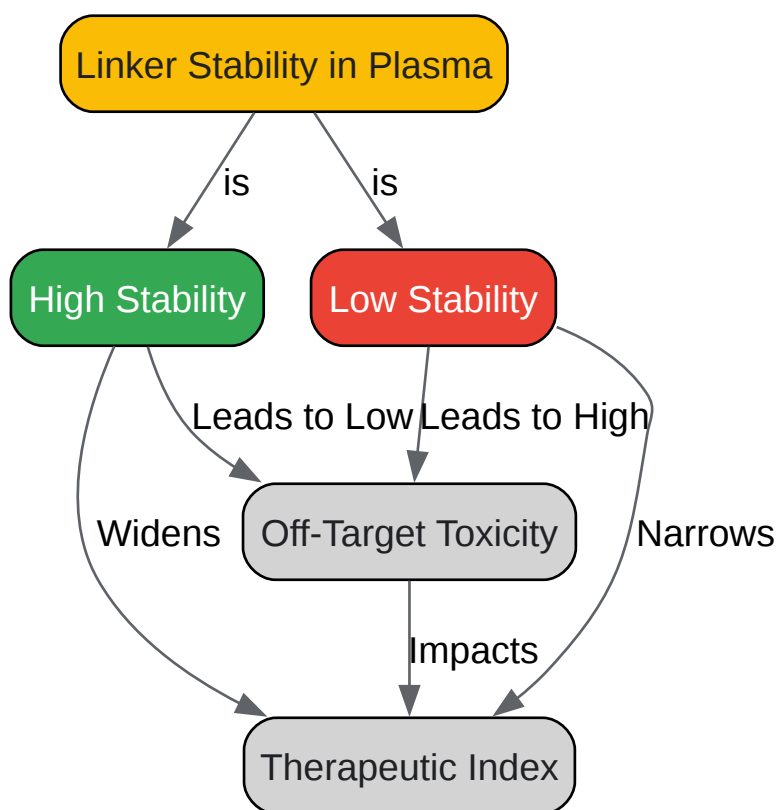 Linker Stability in Plasma
is
is
High Stability
Low Stability
Leads to Low
Leads to High
Widens
Off-Target Toxicity
Narrows
Impacts
Therapeutic Index